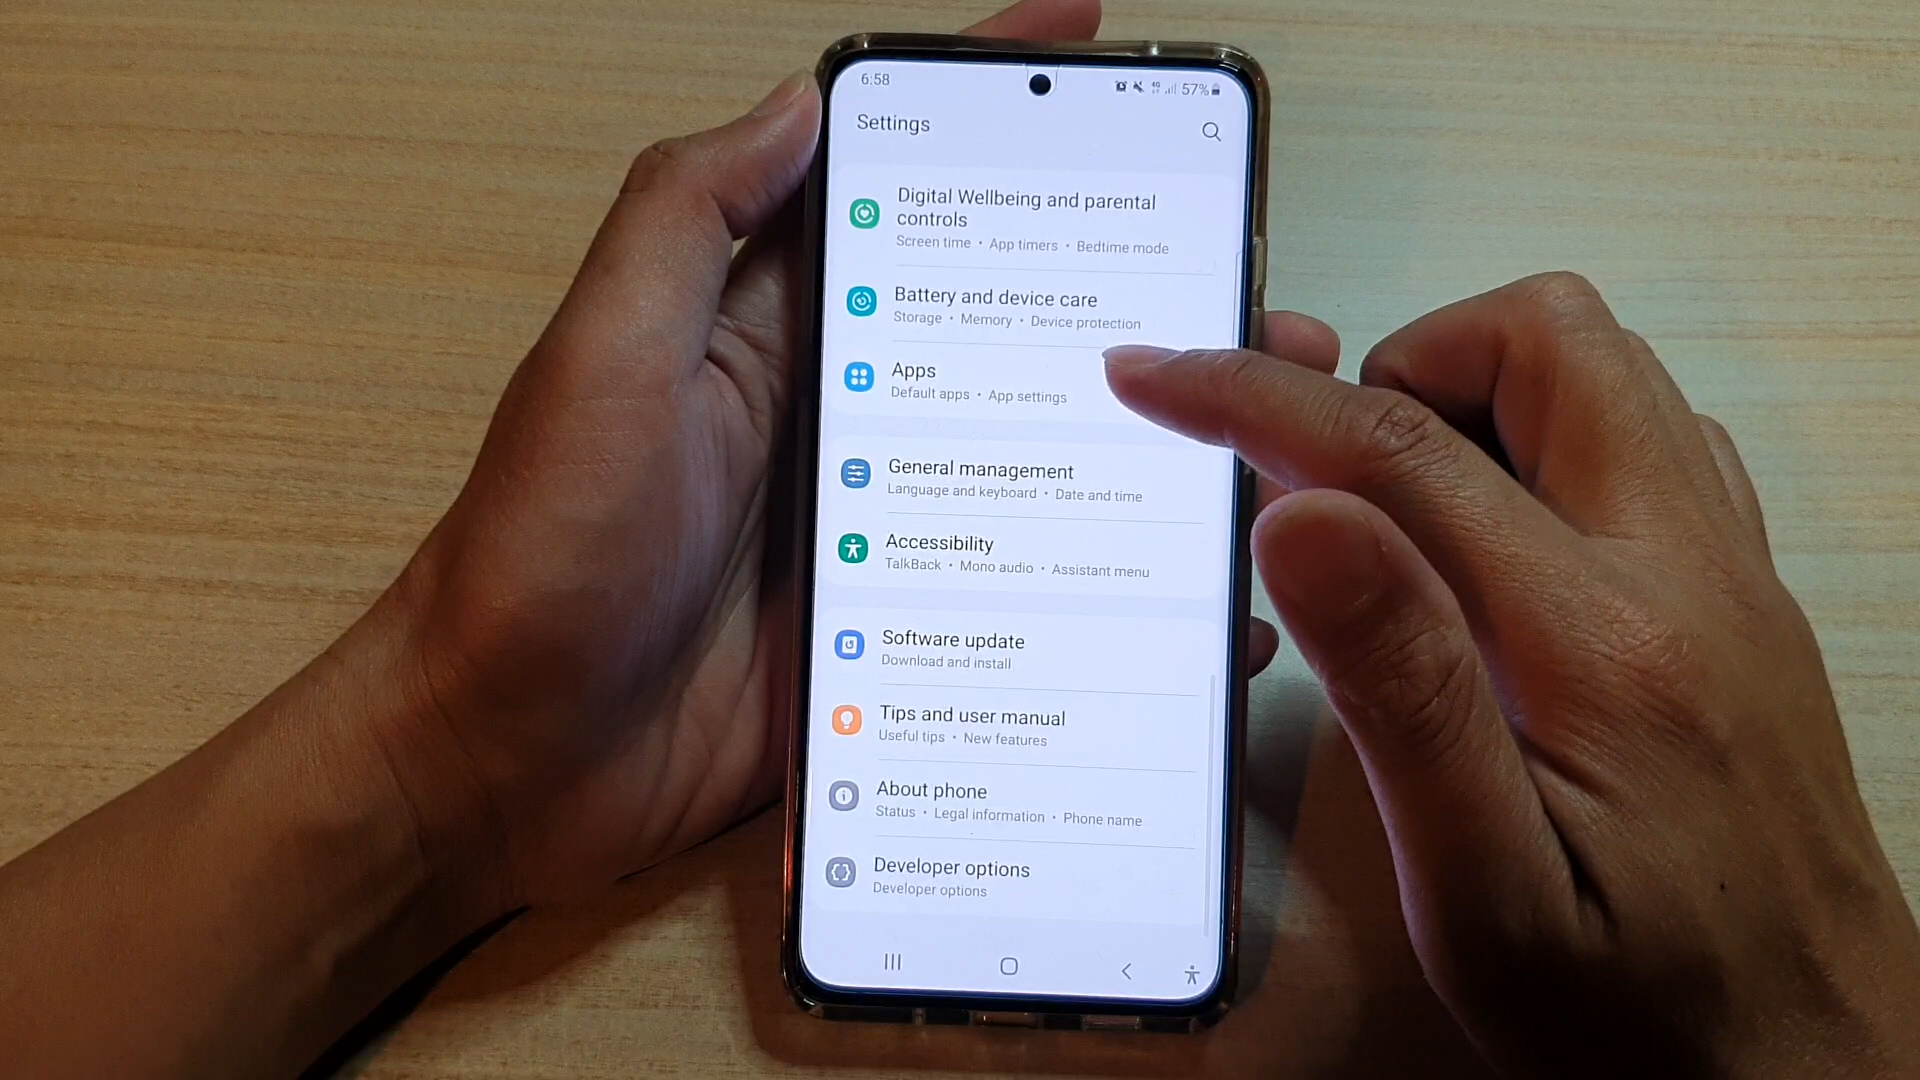 6:58
4G 57%
Settings
Digital Wellbeing and parental
controls
Screen time • App timers • Bedtime mode
Battery and device care
Storage • Memory • Device protection
Apps
Default apps • App settings
General management
Language and keyboard • Date and time
Accessibility
TalkBack • Mono audio • Assistant menu
Software update
Download and install
Tips and user manual
Useful tips • New features
About phone
Status • Legal information • Phone name
Developer options
Developer options